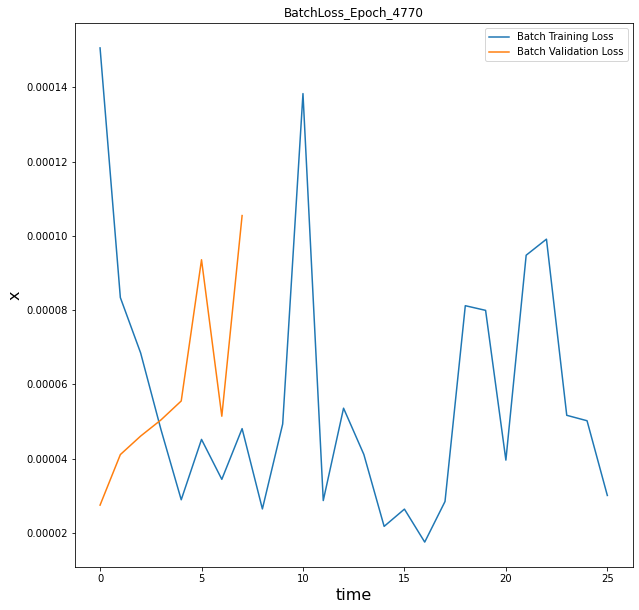 BatchLoss_Epoch_4770
Batch Training Loss
Batch Validation Loss
0.00014
0.00012
0.00010
0.00008
0.00006
0.00004
0.00002
x
0 5 10 15 20 25
time